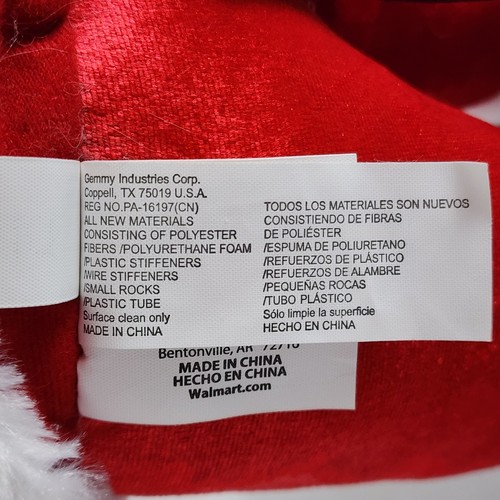 Gemmy Industries Corp.
Coppell, TX 75019 U.S.A.
REG NO.PA-16197(CN)
ALL NEW MATERIALS
CONSISTING OF POLYESTER
FIBERS /POLYURETHANE FOAM
/PLASTIC STIFFENERS
/WIRE STIFFENERS
/SMALL ROCKS
/PLASTIC TUBE
Surface clean only
MADE IN CHINA
TODOS LOS MATERIALES SON NUEVOS
CONSISTIENDO DE FIBRAS
DE POLIÉSTER
/ESPUMA DE POLIURETANO
/REFUERZOS DE PLÁSTICO
/REFUERZOS DE ALAMBRE
/PEQUEÑAS ROCAS
/TUBO PLÁSTICO
Sólo limpie la superficie
HECHO EN CHINA
Bentonville, AR 72716
MADE IN CHINA
HECHO EN CHINA
Walmart.com